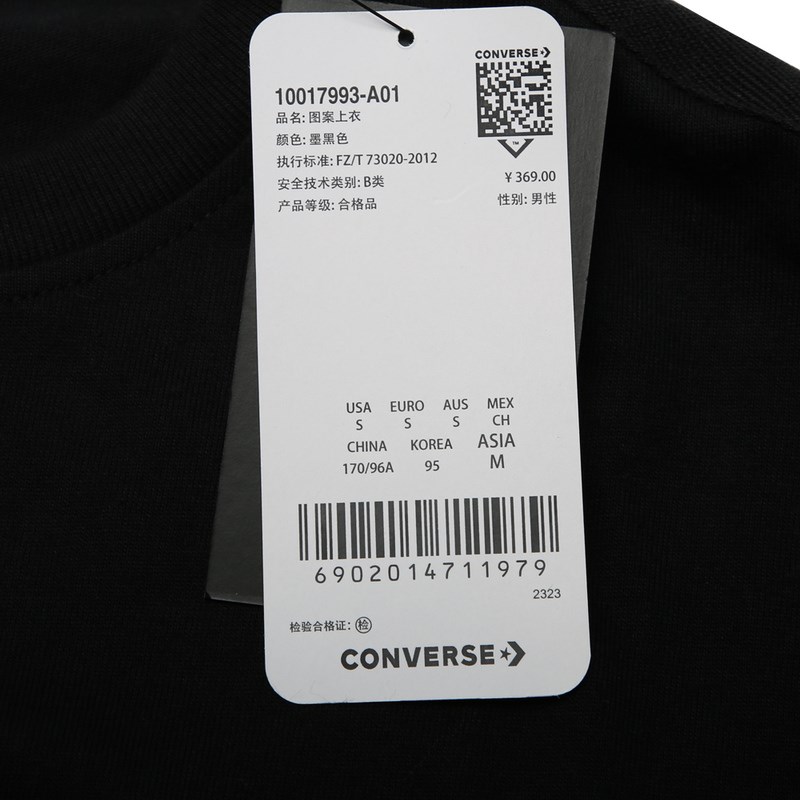 CONVERSE
10017993-A01
品名: 图案上衣
颜色: 墨黑色
执行标准: FZ/T 73020-2012
安全技术类别: B类
产品等级: 合格品
TM
¥ 369.00
性别: 男性
USA EURO AUS MEX
S S S CH
CHINA KOREA ASIA
170/96A 95 M
6902014711979
2323
检验合格证: 检
CONVERSE